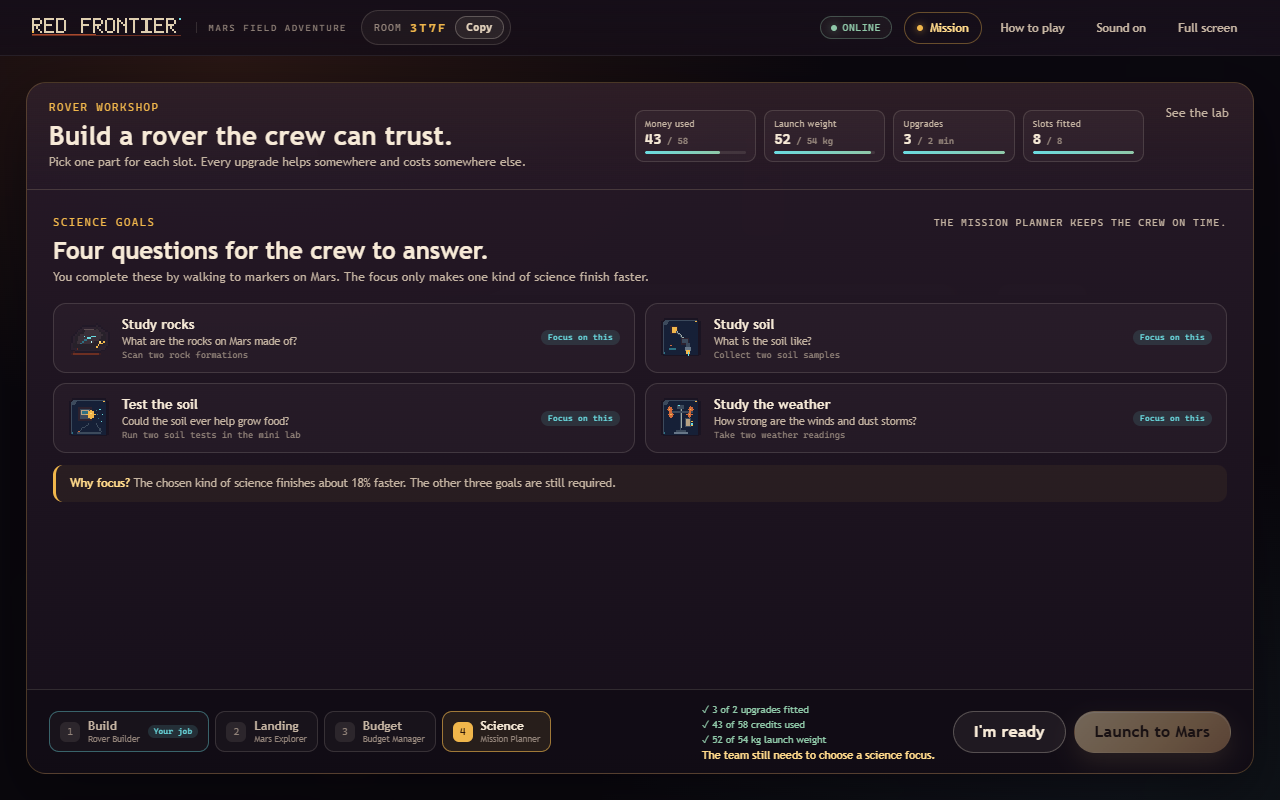 RED FRONTIER
MARS FIELD ADVENTURE
ROOM 3T7F Copy
ONLINE
Mission
How to play
Sound on
Full screen
ROVER WORKSHOP
Build a rover the crew can trust.
Pick one part for each slot. Every upgrade helps somewhere and costs somewhere else.
Money used
43 / 58
Launch weight
52 / 54 kg
Upgrades
3 / 2 min
Slots fitted
8 / 8
See the lab
SCIENCE GOALS
THE MISSION PLANNER KEEPS THE CREW ON TIME.
Four questions for the crew to answer.
You complete these by walking to markers on Mars. The focus only makes one kind of science finish faster.
Study rocks
What are the rocks on Mars made of?
Scan two rock formations
Focus on this
Study soil
What is the soil like?
Collect two soil samples
Focus on this
Test the soil
Could the soil ever help grow food?
Run two soil tests in the mini lab
Focus on this
Study the weather
How strong are the winds and dust storms?
Take two weather readings
Focus on this
Why focus? The chosen kind of science finishes about 18% faster. The other three goals are still required.
1 Build
Rover Builder
Your job
2 Landing
Mars Explorer
3 Budget
Budget Manager
4 Science
Mission Planner
✓ 3 of 2 upgrades fitted
✓ 43 of 58 credits used
✓ 52 of 54 kg launch weight
The team still needs to choose a science focus.
I'm ready
Launch to Mars